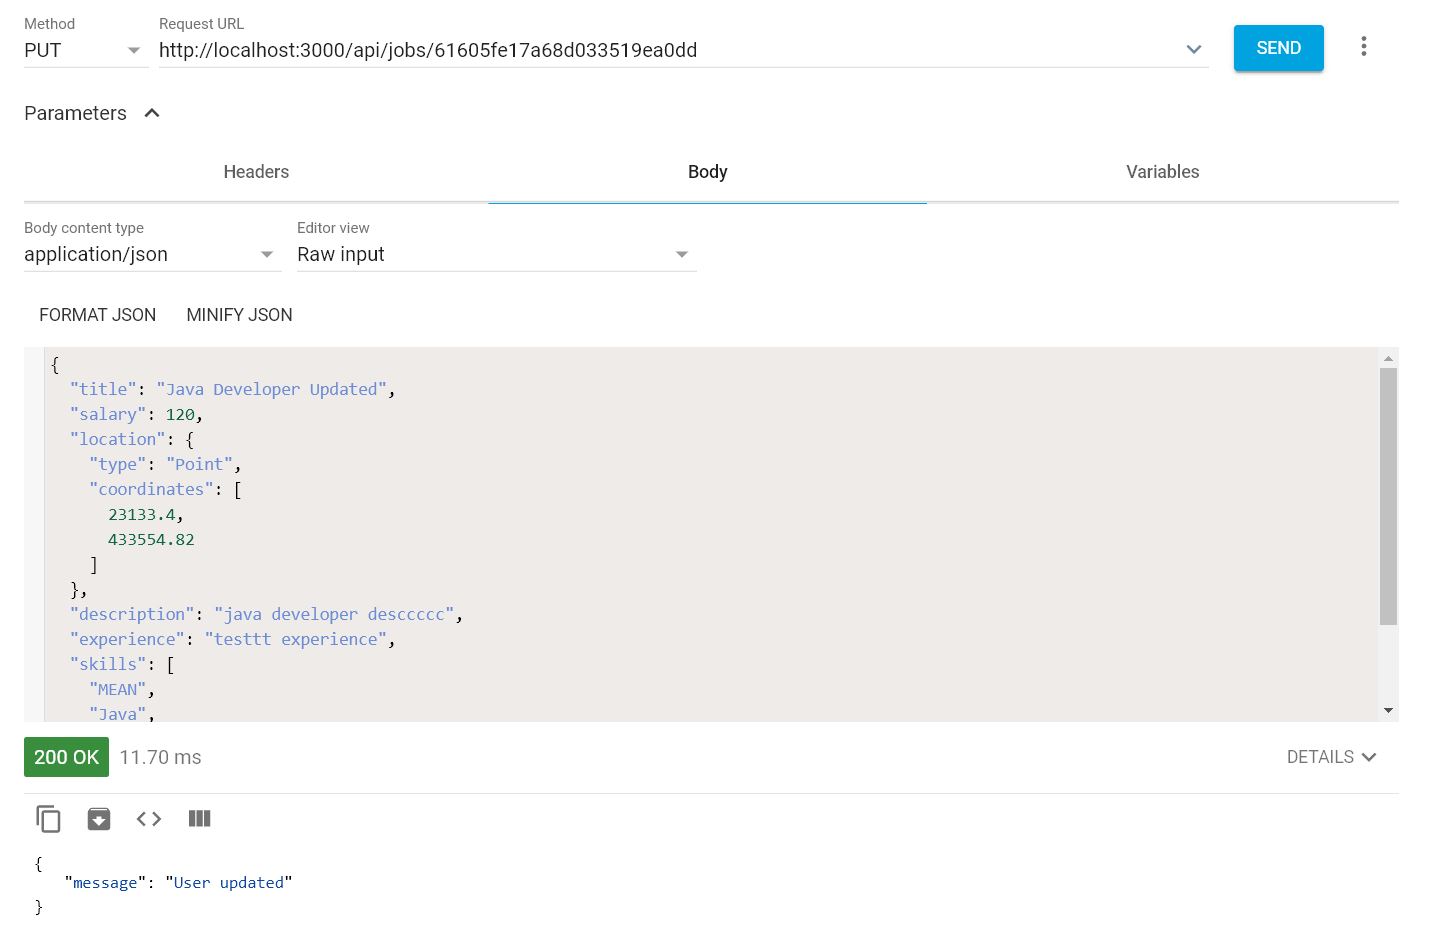 Method
Request URL
PUT
http://localhost:3000/api/jobs/61605fe17a68d033519ea0dd
SEND
Parameters
Headers
Body
Variables
Body content type
Editor view
application/json
Raw input
FORMAT JSON
MINIFY JSON
{
"title": "Java Developer Updated",
"salary": 120,
"location": {
"type": "Point",
"coordinates": [
23133.4,
433554.82
]
},
"description": "java developer desccccc",
"experience": "testtt experience",
"skills": [
"MEAN",
"Java",
200 OK
11.70 ms
DETAILS
{
"message": "User updated"
}